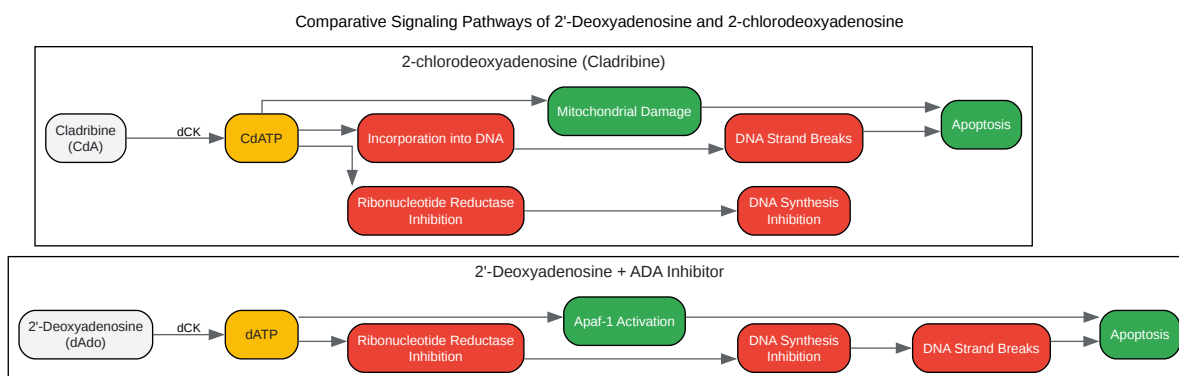 Comparative Signaling Pathways of 2'-Deoxyadenosine and 2-chlorodeoxyadenosine
2-chlorodeoxyadenosine (Cladribine)
Cladribine
(CdA)
dCK
CdATP
Mitochondrial Damage
Incorporation into DNA
DNA Strand Breaks
Apoptosis
Ribonucleotide Reductase
Inhibition
DNA Synthesis
Inhibition
2'-Deoxyadenosine + ADA Inhibitor
2'-Deoxyadenosine
(dAdo)
dCK
dATP
Apaf-1 Activation
Ribonucleotide Reductase
Inhibition
DNA Synthesis
Inhibition
DNA Strand Breaks
Apoptosis